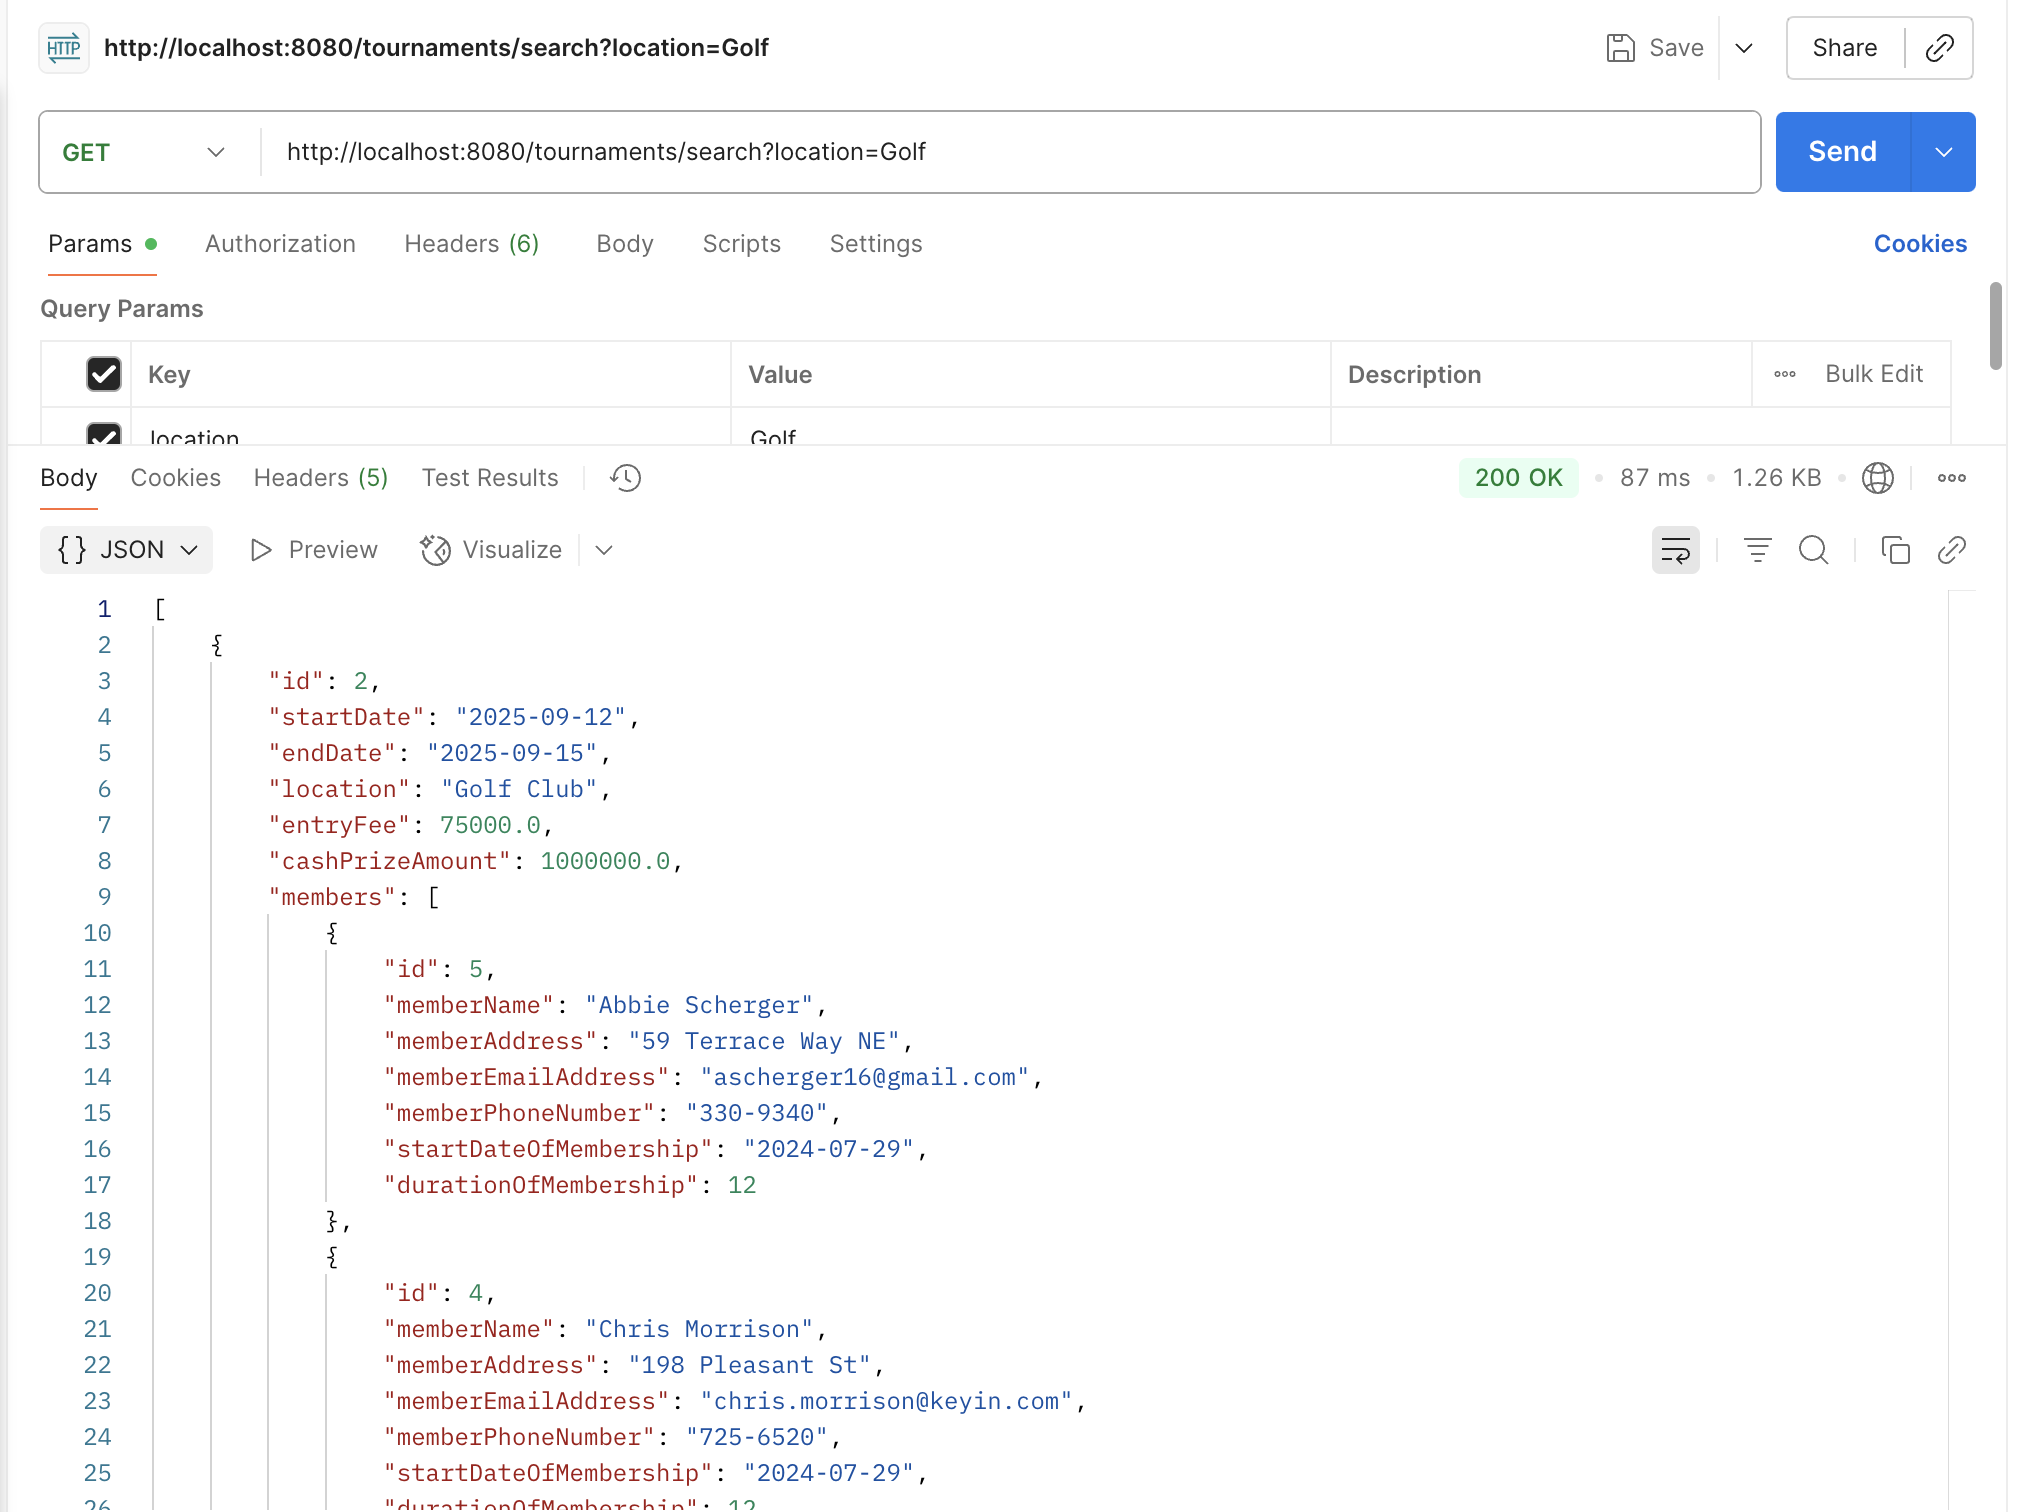 HTTP http://localhost:8080/tournaments/search?location=Golf Save Share
GET http://localhost:8080/tournaments/search?location=Golf Send
Params Authorization Headers (6) Body Scripts Settings Cookies
Query Params
Key Value Description Bulk Edit
location Golf
Body Cookies Headers (5) Test Results 200 OK 87 ms 1.26 KB
{} JSON Preview Visualize
1 [
2 {
3 "id": 2,
4 "startDate": "2025-09-12",
5 "endDate": "2025-09-15",
6 "location": "Golf Club",
7 "entryFee": 75000.0,
8 "cashPrizeAmount": 1000000.0,
9 "members": [
10 {
11 "id": 5,
12 "memberName": "Abbie Scherger",
13 "memberAddress": "59 Terrace Way NE",
14 "memberEmailAddress": "ascherger16@gmail.com",
15 "memberPhoneNumber": "330-9340",
16 "startDateOfMembership": "2024-07-29",
17 "durationOfMembership": 12
18 },
19 {
20 "id": 4,
21 "memberName": "Chris Morrison",
22 "memberAddress": "198 Pleasant St",
23 "memberEmailAddress": "chris.morrison@keyin.com",
24 "memberPhoneNumber": "725-6520",
25 "startDateOfMembership": "2024-07-29",
26 "durationOfMembership": 12